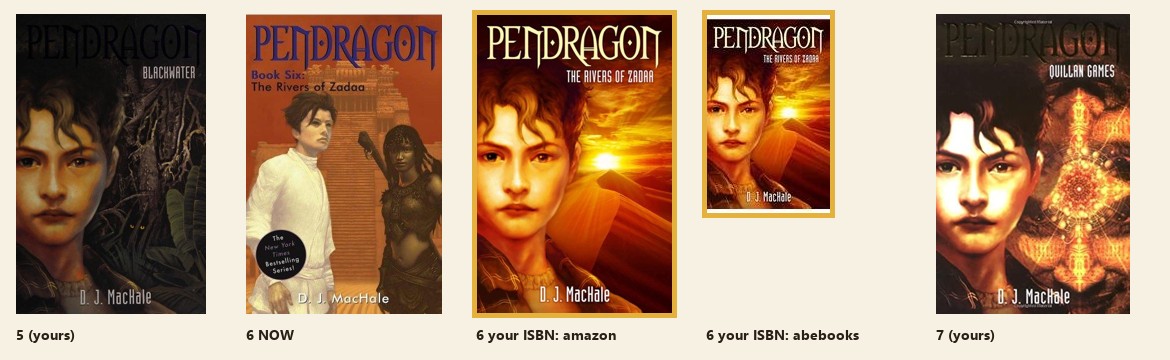 PENDRAGON
BLACKWATER
D. J. MacHale
5 (yours)
PENDRAGON
Book Six:
The Rivers of Zadaa
The
New York
Times
Bestselling
Series!
D. J. MacHale
6 NOW
PENDRAGON
THE RIVERS OF ZADAA
D. J. MacHale
6 your ISBN: amazon
PENDRAGON
THE RIVERS OF ZADAA
D. J. MacHale
6 your ISBN: abebooks
PENDRAGON
QUILLAN GAMES
D. J. MacHale
7 (yours)